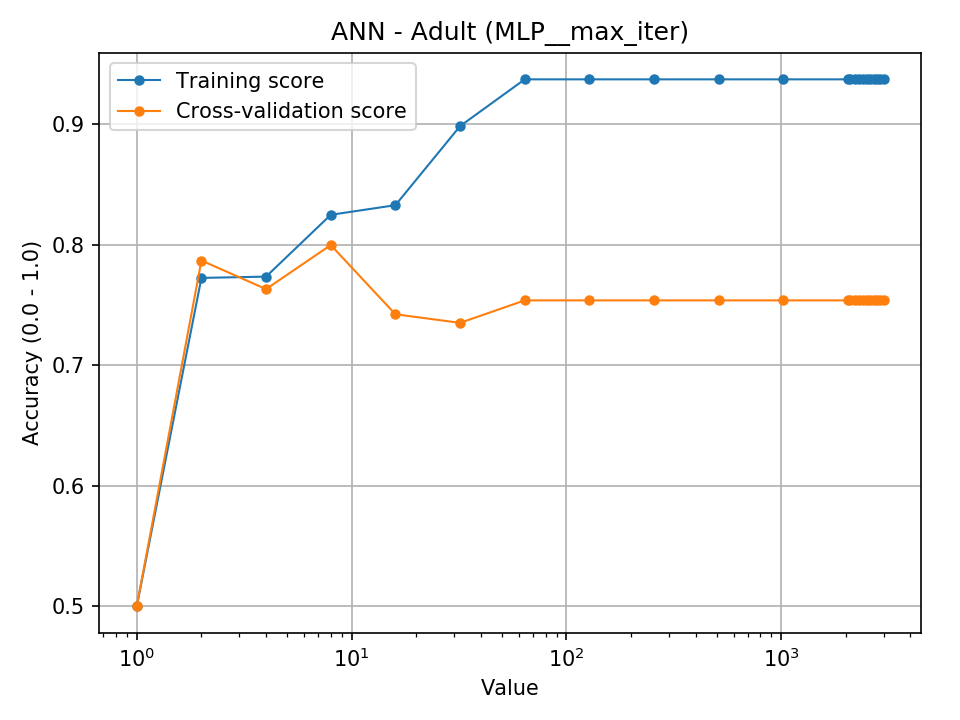 ANN - Adult (MLP__max_iter)
Training score
Cross-validation score
Accuracy (0.0 - 1.0)
0.9
0.8
0.7
0.6
0.5
10⁰ 10¹ 10² 10³
Value